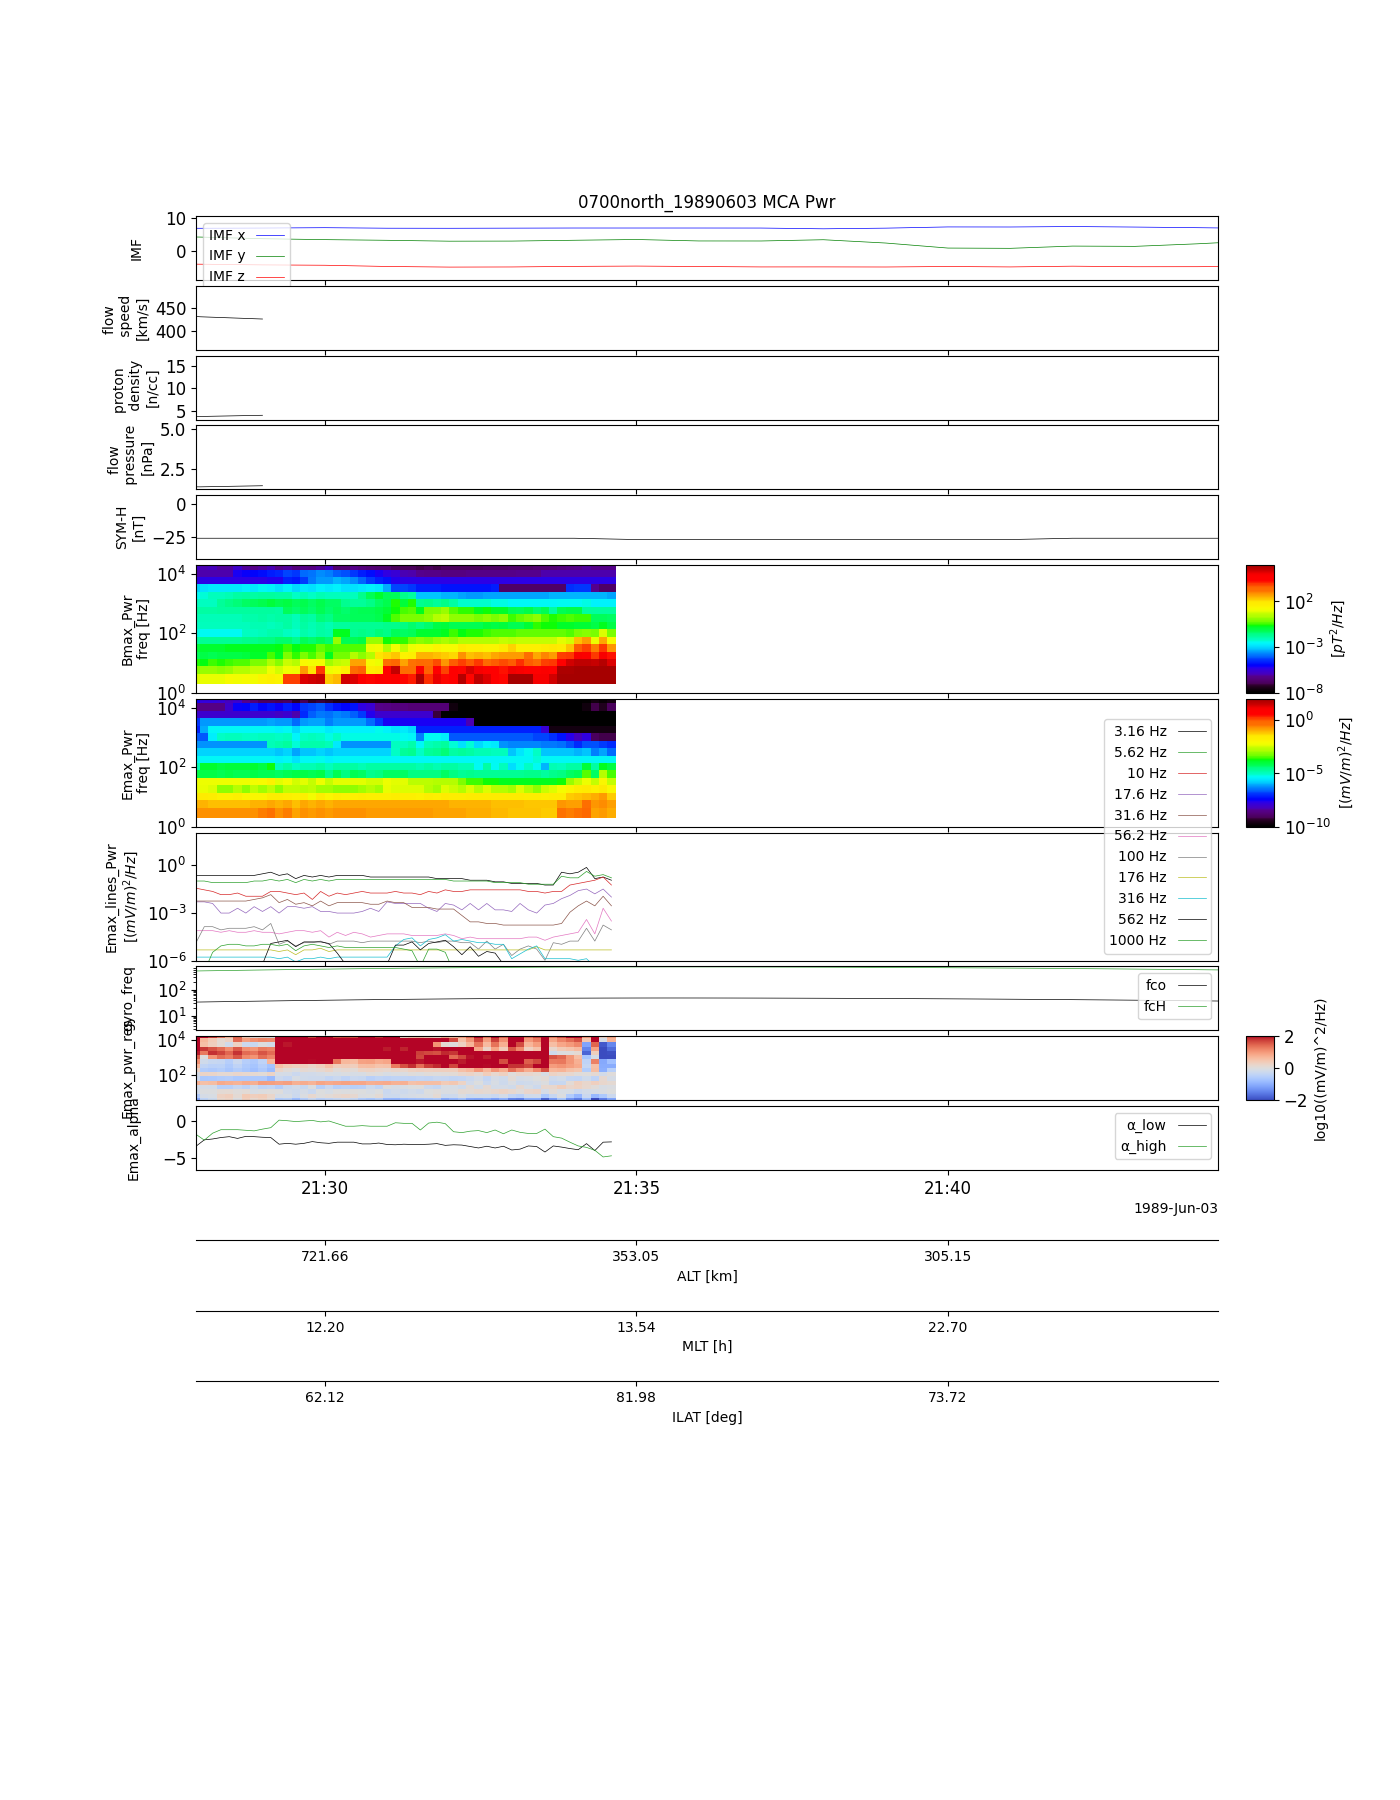 0700north_19890603 MCA Pwr
IMF
10
0
IMF x
IMF y
IMF z
flow
speed
[km/s]
450
400
proton
density
[n/cc]
15
10
5
flow
pressure
[nPa]
5.0
2.5
SYM-H
[nT]
0
−25
Bmax_Pwr
freq [Hz]
10^4
10^2
10^0
10^2
10^-3
10^-8
[pT^2/Hz]
Emax_Pwr
freq [Hz]
10^4
10^2
10^0
10^0
10^-5
10^-10
[(mV/m)^2/Hz]
3.16 Hz
5.62 Hz
10 Hz
17.6 Hz
31.6 Hz
56.2 Hz
100 Hz
176 Hz
316 Hz
562 Hz
1000 Hz
Emax_lines_Pwr
[(mV/m)^2/Hz]
10^0
10^-3
10^-6
gyro_freq
10^2
10^1
fco
fcH
Emax_pwr_reg
10^4
10^2
2
0
−2
log10((mV/m)^2/Hz)
Emax_alpha
0
−5
α_low
α_high
21:30 21:35 21:40
1989-Jun-03
721.66 353.05 305.15
ALT [km]
12.20 13.54 22.70
MLT [h]
62.12 81.98 73.72
ILAT [deg]